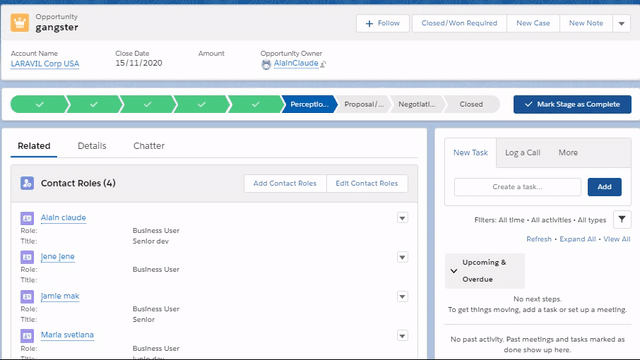 Opportunity
gangster
Follow
Closed/Won Required
New Case
New Note
Account Name
Close Date
Amount
Opportunity Owner
LARAVIL Corp USA
15/11/2020
AlainClaude
Perceptio...
Proposal/...
Negotiati...
Closed
Mark Stage as Complete
Related
Details
Chatter
New Task
Log a Call
More
Contact Roles (4)
Add Contact Roles
Edit Contact Roles
Create a task...
Add
Alain claude
Role:
Business User
Title:
Senior dev
jene jene
Role:
Business User
Title:
jamie mak
Role:
Business User
Title:
Senior
Maria svetlana
Role:
Business User
Title:
Filters: All time • All activities • All types
Refresh • Expand All • View All
Upcoming &
Overdue
No next steps.
To get things moving, add a task or set up a meeting.
No past activity. Past meetings and tasks marked as
done show up here.